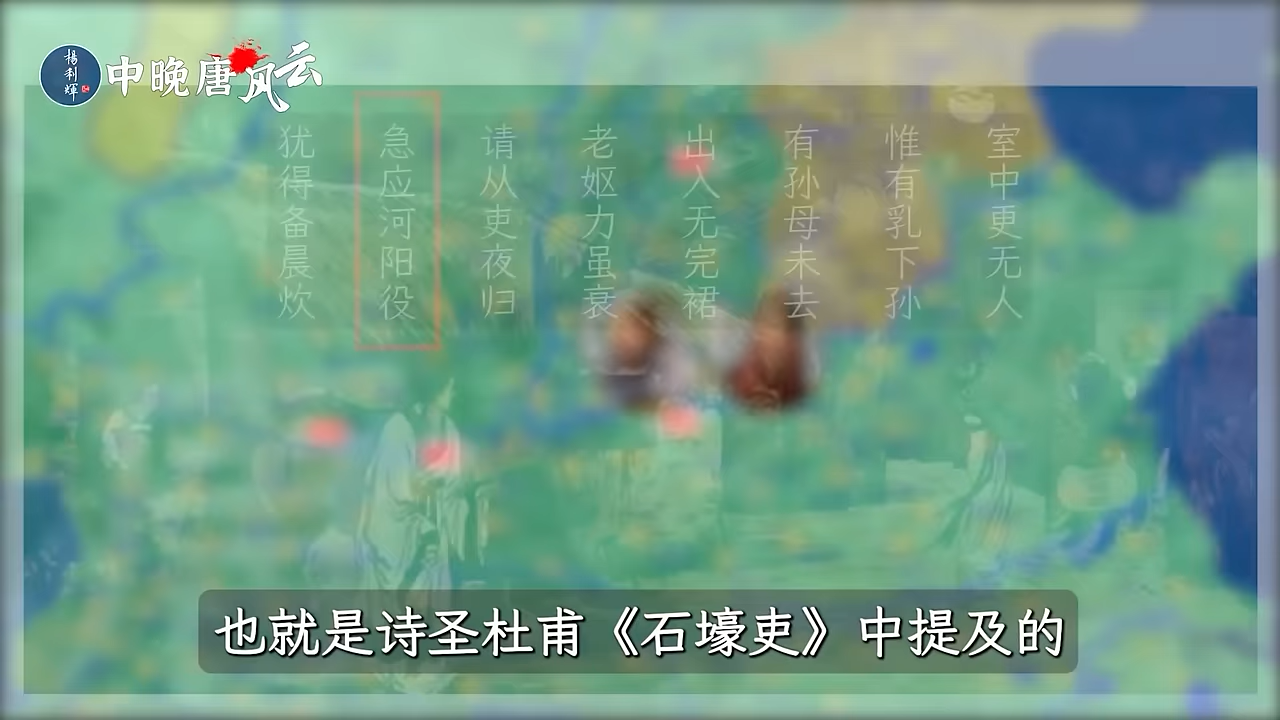 楊利輝
中晚唐风云
室中更无人
惟有乳下孙
有孙母未去
出入无完裙
老妪力虽衰
请从吏夜归
急应河阳役
犹得备晨炊
也就是诗圣杜甫《石壕吏》中提及的